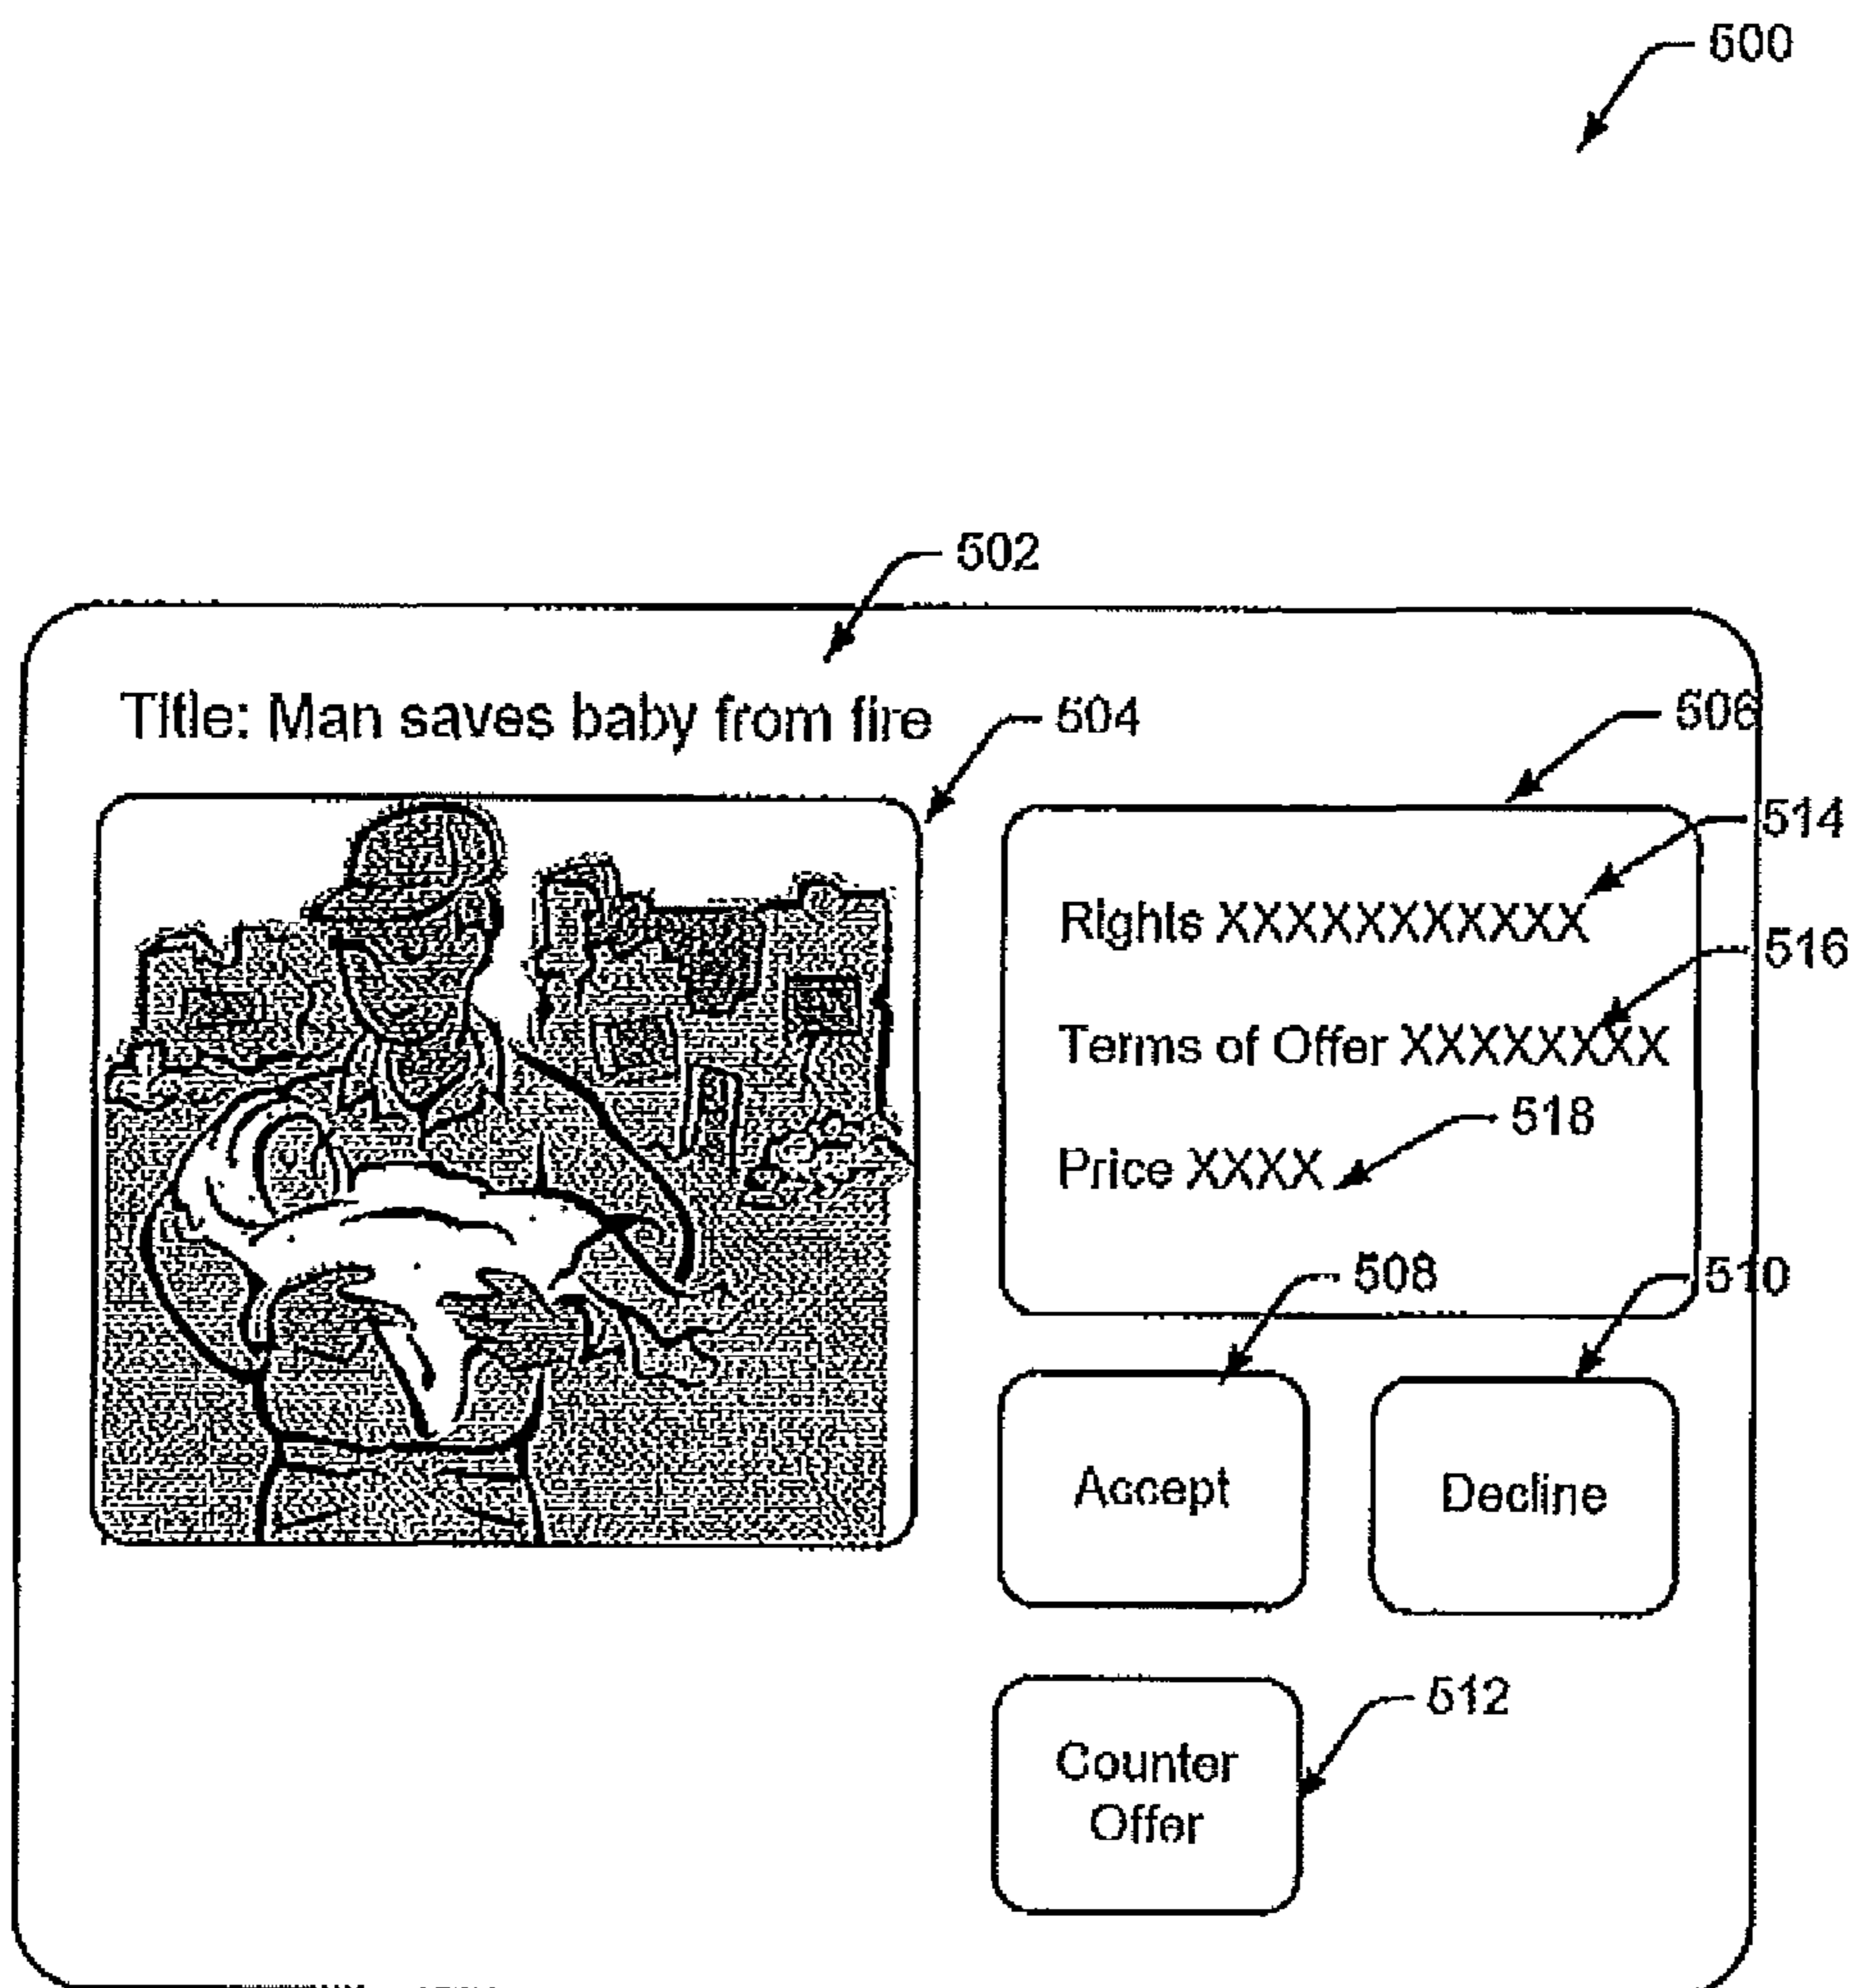 500
502
Title: Man saves baby from fire
504
506
514
Rights XXXXXXXXXXX
516
Terms of Offer XXXXXXXX
518
Price XXXX
508
510
Accept
Decline
512
Counter
Offer